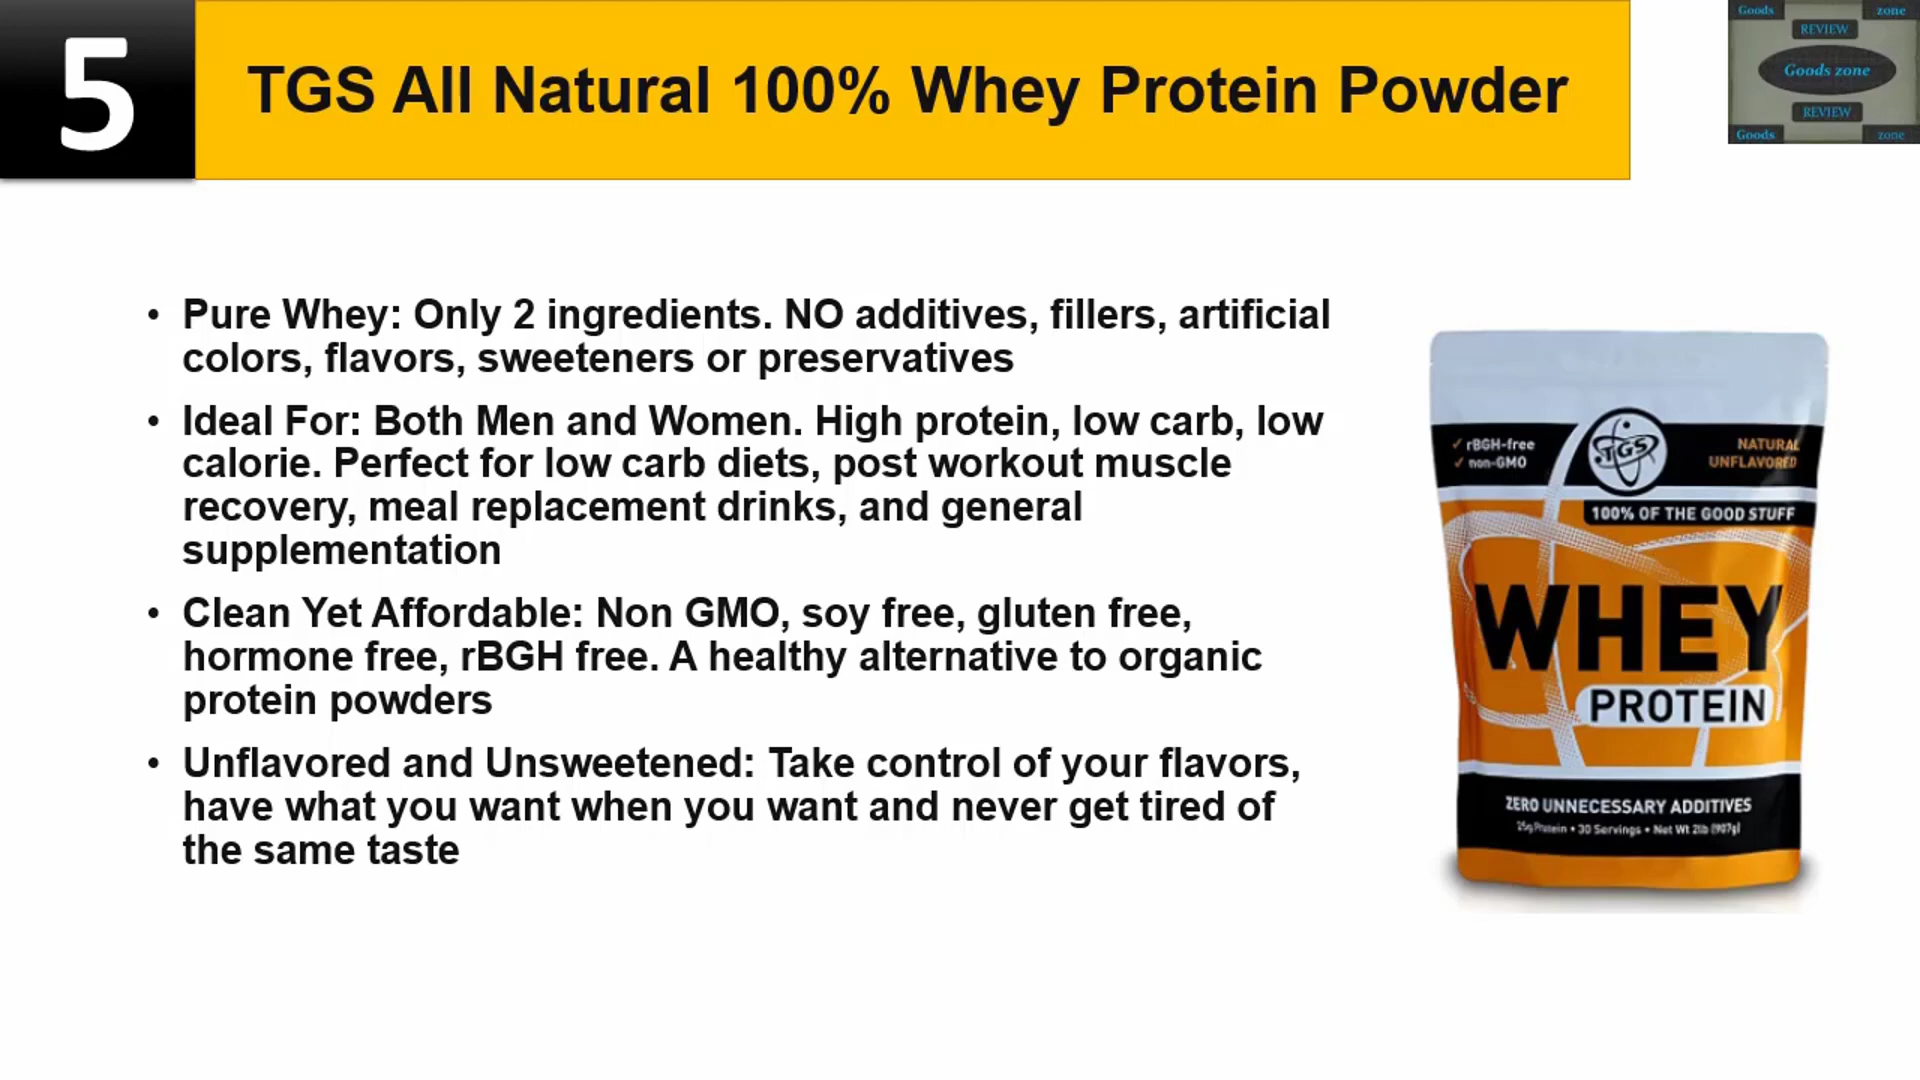 5
TGS All Natural 100% Whey Protein Powder
Goods zone
REVIEW
Goods zone
REVIEW
Goods zone
• Pure Whey: Only 2 ingredients. NO additives, fillers, artificial
colors, flavors, sweeteners or preservatives
• Ideal For: Both Men and Women. High protein, low carb, low
calorie. Perfect for low carb diets, post workout muscle
recovery, meal replacement drinks, and general
supplementation
• Clean Yet Affordable: Non GMO, soy free, gluten free,
hormone free, rBGH free. A healthy alternative to organic
protein powders
• Unflavored and Unsweetened: Take control of your flavors,
have what you want when you want and never get tired of
the same taste
✓ rBGH-free
✓ non-GMO
TGS
NATURAL
UNFLAVORED
100% OF THE GOOD STUFF
WHEY
PROTEIN
ZERO UNNECESSARY ADDITIVES
25g Protein • 30 Servings • Net Wt 2lb (907g)